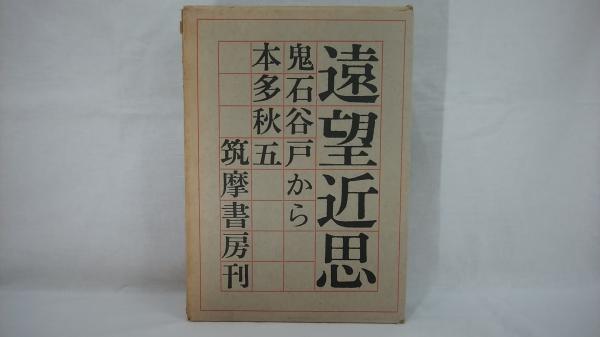 遠望近思
鬼石谷戸から
本多秋五
筑摩書房刊